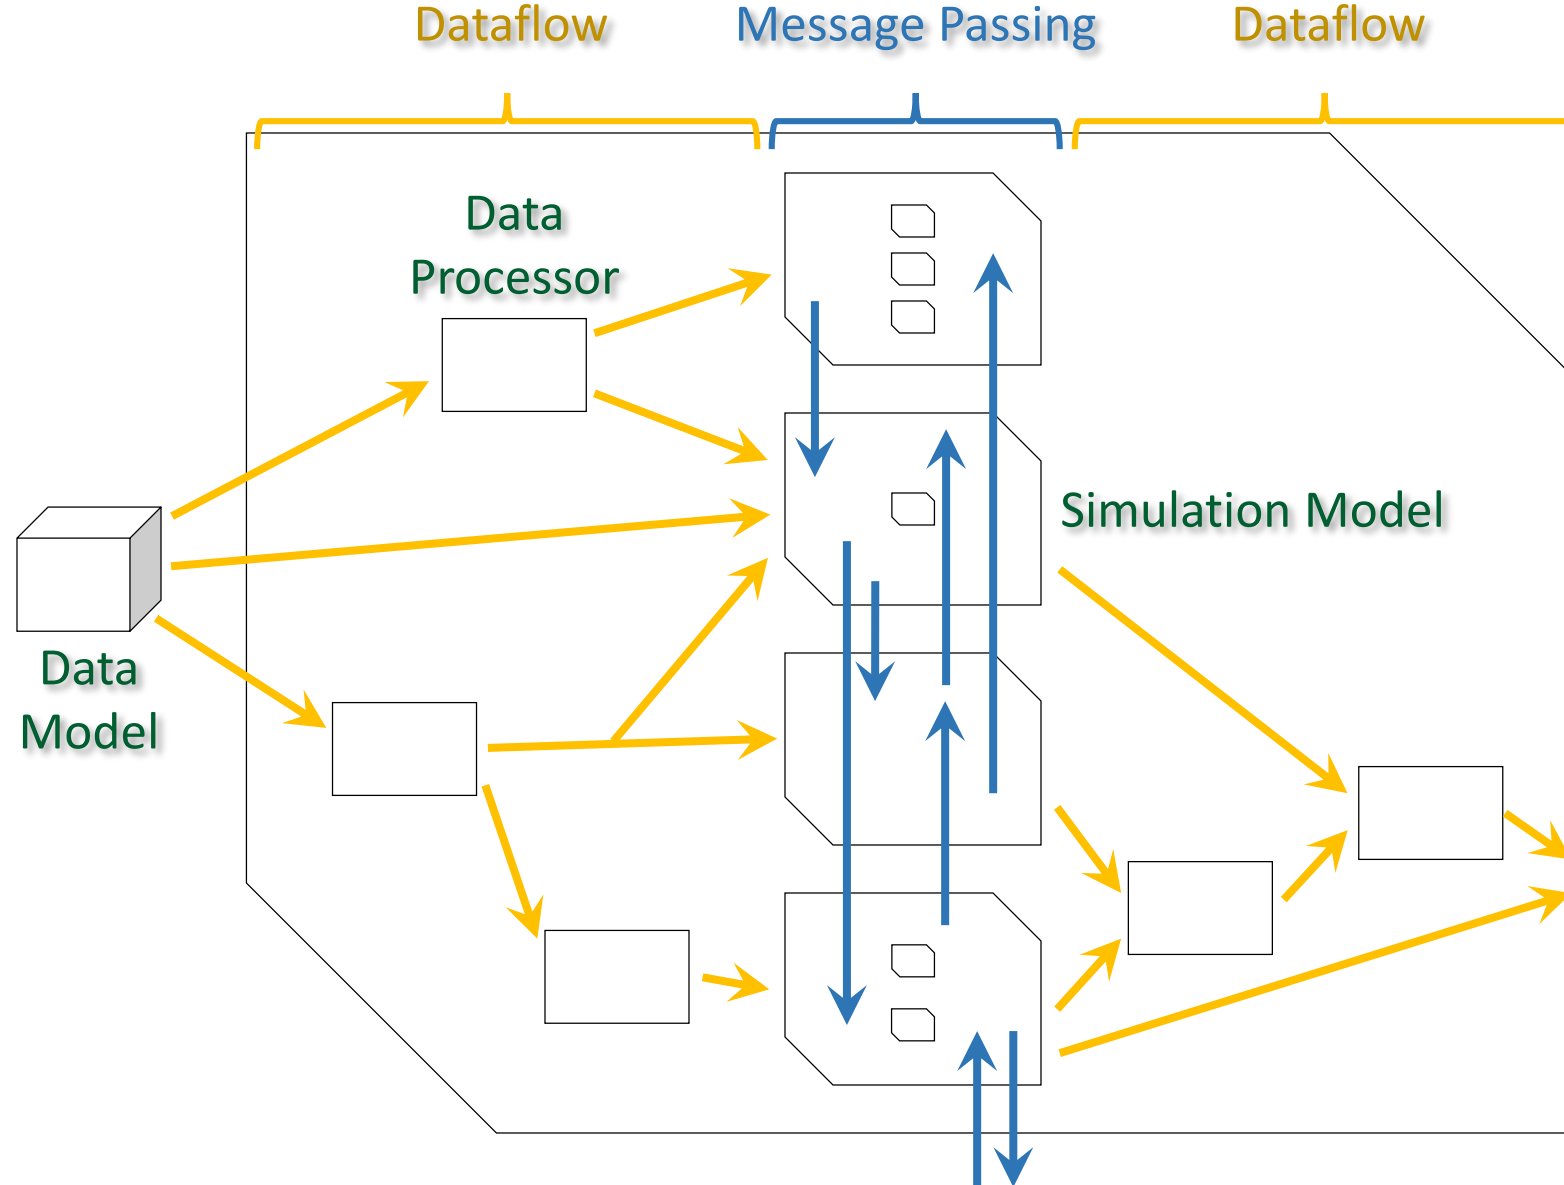 Dataflow
Message Passing
Dataflow
Data
Processor
Simulation Model
Data
Model